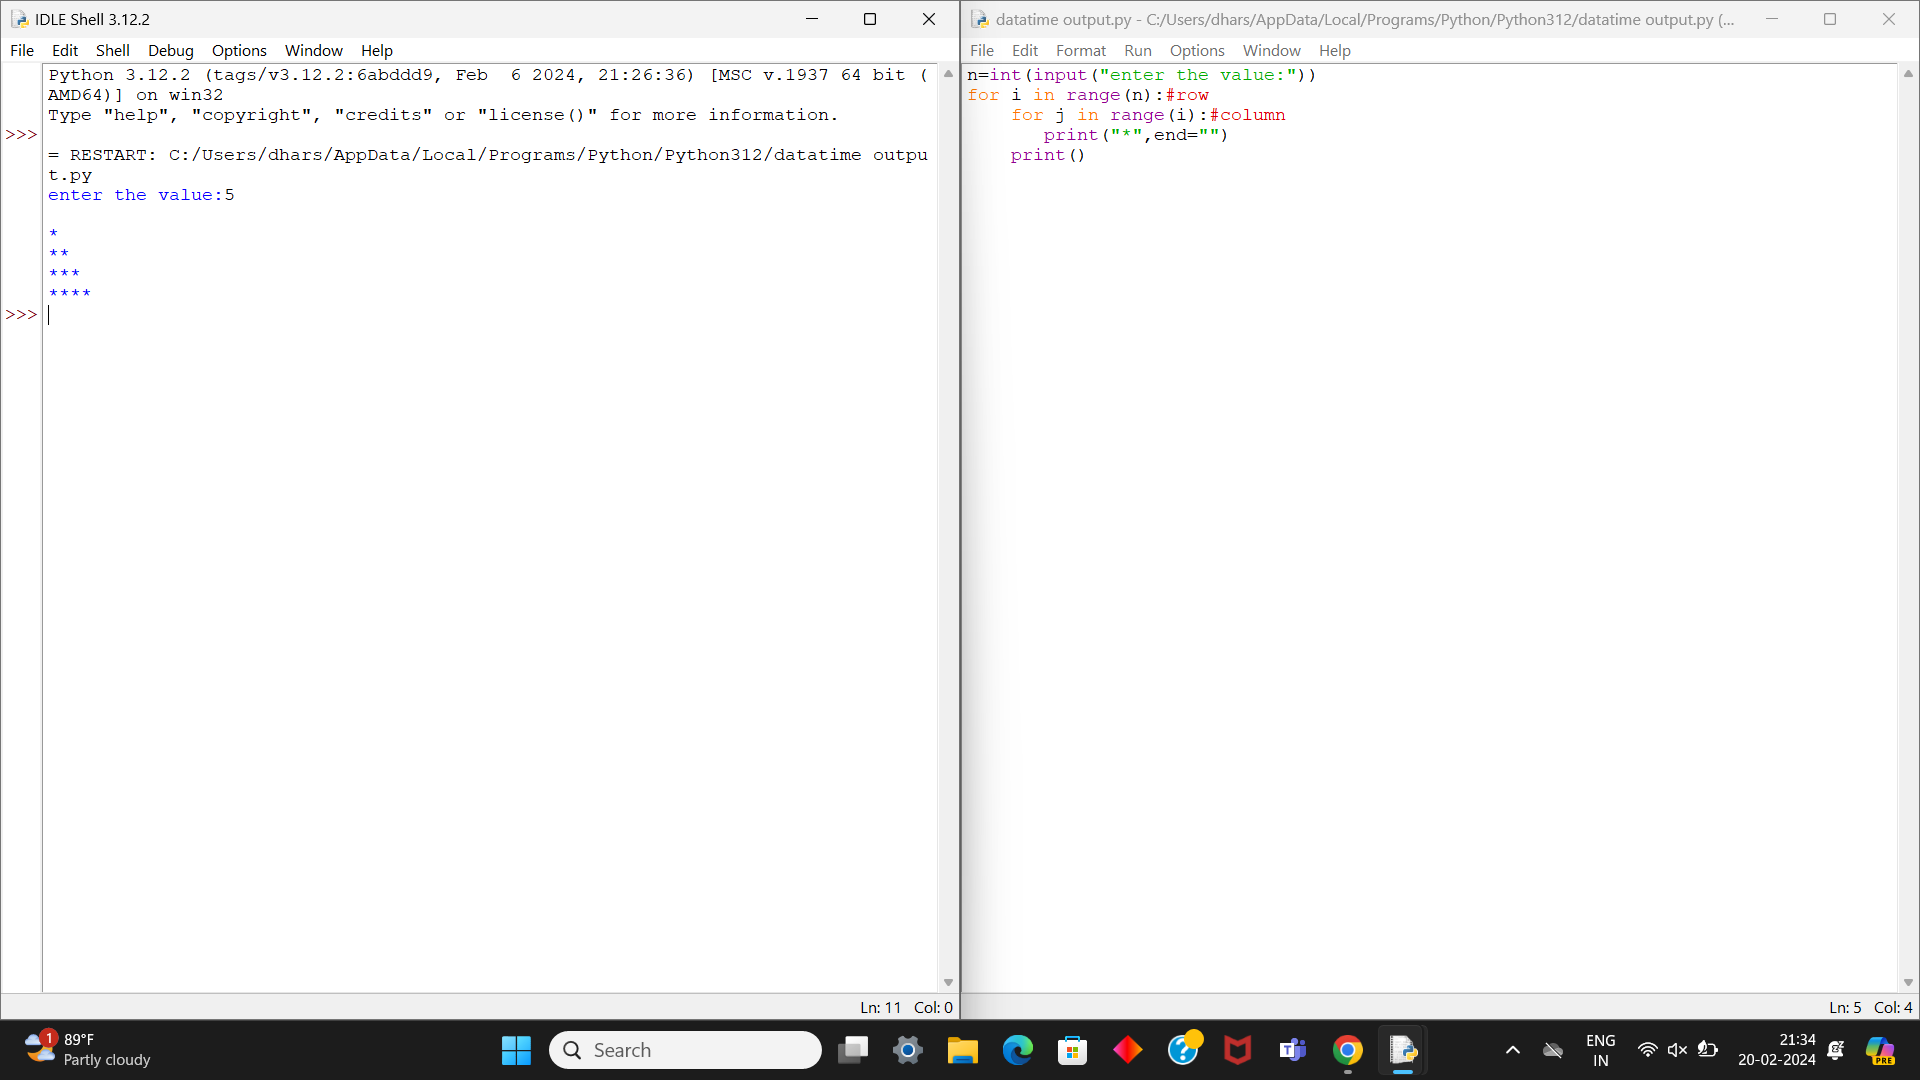 IDLE Shell 3.12.2
File Edit Shell Debug Options Window Help
Python 3.12.2 (tags/v3.12.2:6abddd9, Feb  6 2024, 21:26:36) [MSC v.1937 64 bit (
AMD64)] on win32
Type "help", "copyright", "credits" or "license()" for more information.
>>>
= RESTART: C:/Users/dhars/AppData/Local/Programs/Python/Python312/datatime outpu
t.py
enter the value:5
*
**
***
****
>>>
Ln: 11 Col: 0
datatime output.py - C:/Users/dhars/AppData/Local/Programs/Python/Python312/datatime output.py (...
File Edit Format Run Options Window Help
n=int(input("enter the value:"))
for i in range(n):#row
    for j in range(i):#column
       print("*",end="")
    print()
Ln: 5 Col: 4
1
89°F
Partly cloudy
Search
ENG
IN
21:34
20-02-2024
PRE